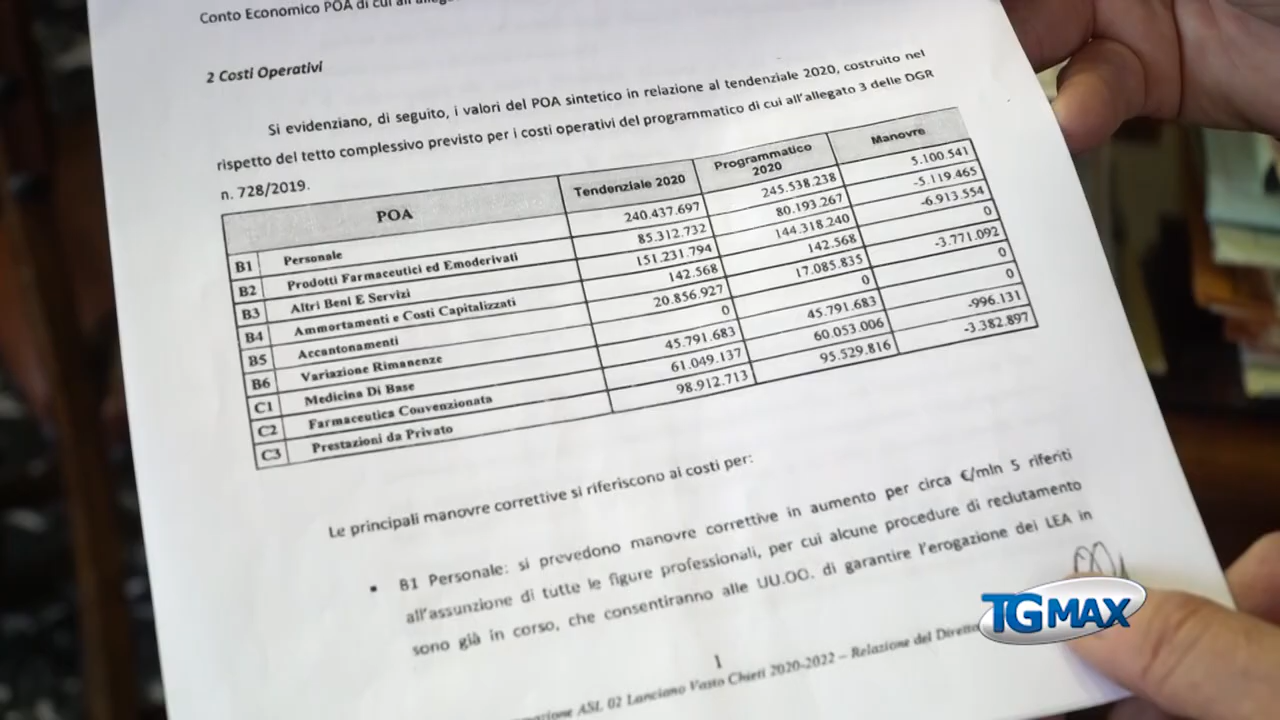 Conto Economico POA di cui all'
2 Costi Operativi
Si evidenziano, di seguito, i valori del POA sintetico in relazione al tendenziale 2020, costruito nel
rispetto del tetto complessivo previsto per i costi operativi del programmatico di cui all'allegato 3 delle DGR
n. 728/2019.
POA Tendenziale 2020 Programmatico 2020 Manovre
B1 Personale 240.437.697 245.538.238 5.100.541
B2 Prodotti Farmaceutici ed Emoderivati 85.312.732 80.193.267 -5.119.465
B3 Altri Beni E Servizi 151.231.794 144.318.240 -6.913.554
B4 Ammortamenti e Costi Capitalizzati 142.568 142.568 0
B5 Accantonamenti 20.856.927 17.085.835 -3.771.092
B6 Variazione Rimanenze 0 0 0
C1 Medicina Di Base 45.791.683 45.791.683 0
C2 Farmaceutica Convenzionata 61.049.137 60.053.006 -996.131
C3 Prestazioni da Privato 98.912.713 95.529.816 -3.382.897
Le principali manovre correttive si riferiscono ai costi per:
• B1 Personale: si prevedono manovre correttive in aumento per circa €/mln 5 riferiti
all'assunzione di tutte le figure professionali, per cui alcune procedure di reclutamento
sono già in corso, che consentiranno alle UU.OO. di garantire l'erogazione dei LEA in
1
ASL 02 Lanciano Vasto Chieti 2020-2022 – Relazione del
TGMAX